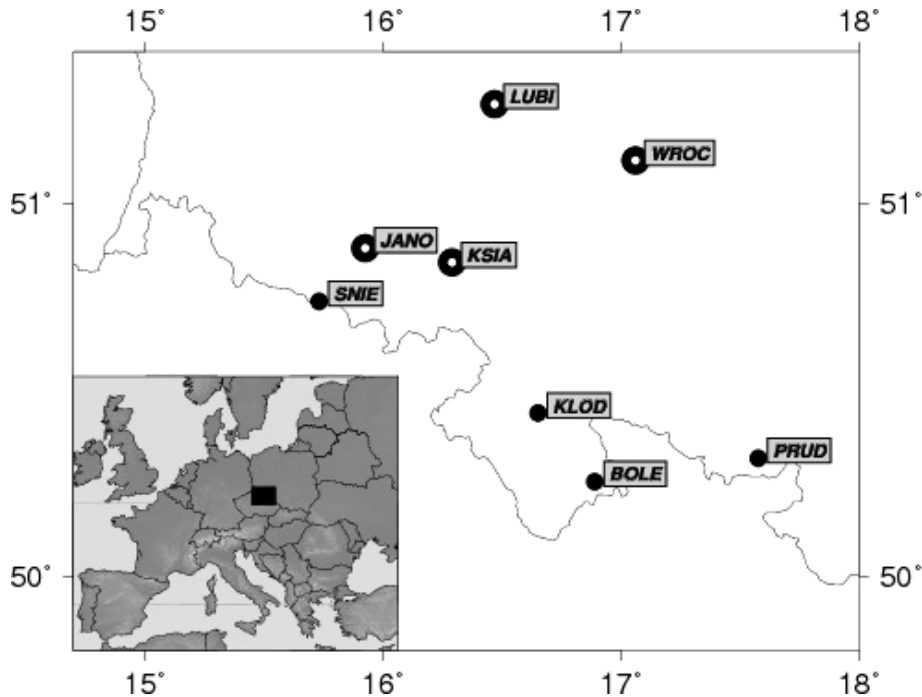 15° 16° 17° 18°
LUBI
WROC
51° 51°
JANO
KSIA
SNIE
KLOD
PRUD
BOLE
50° 50°
15° 16° 17° 18°